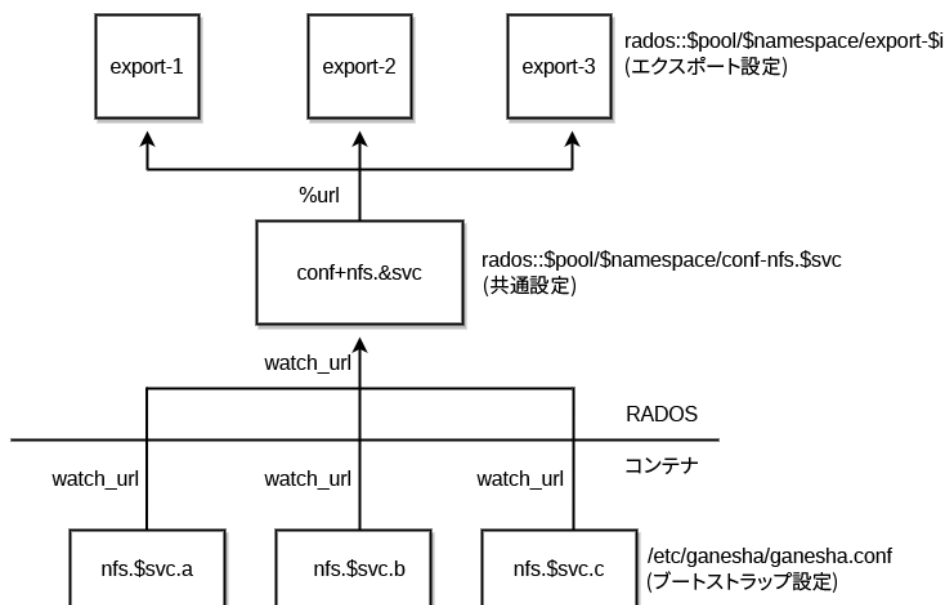 export-1
export-2
export-3
rados::$pool/$namespace/export-$i
(エクスポート設定)
%url
conf+nfs.&svc
rados::$pool/$namespace/conf-nfs.$svc
(共通設定)
watch_url
RADOS
コンテナ
watch_url
watch_url
watch_url
nfs.$svc.a
nfs.$svc.b
nfs.$svc.c
/etc/ganesha/ganesha.conf
(ブートストラップ設定)